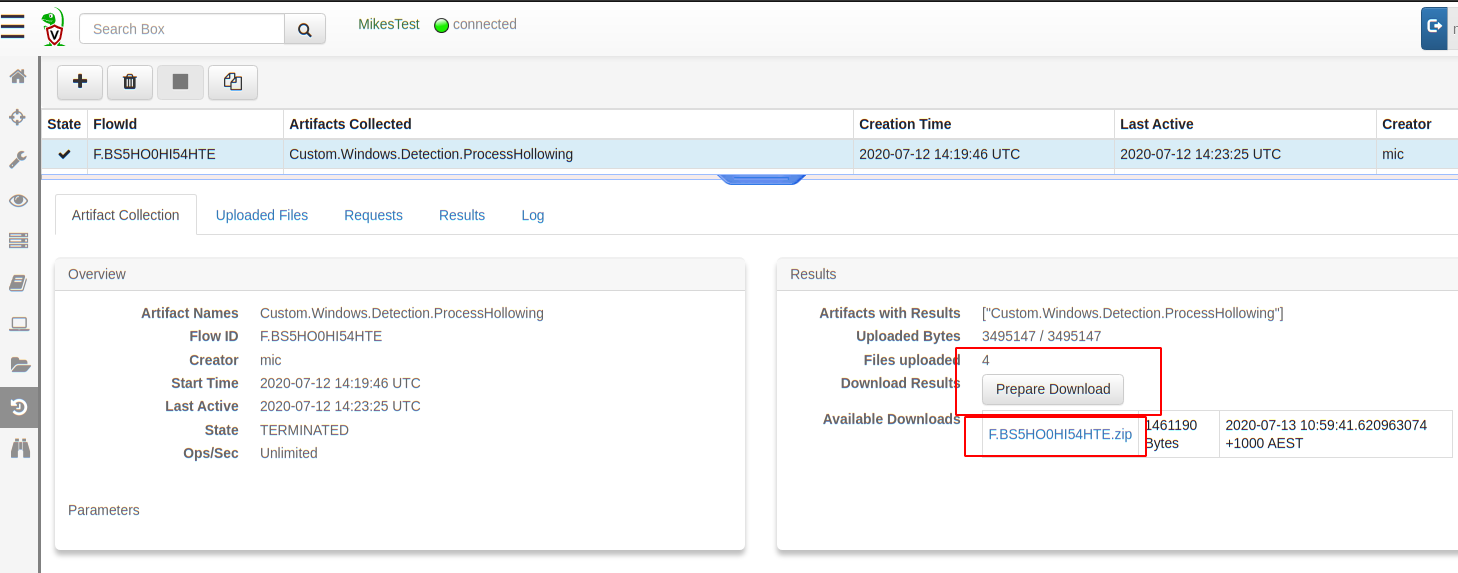 Search Box
MikesTest connected
State FlowId Artifacts Collected Creation Time Last Active Creator
F.BS5HO0HI54HTE Custom.Windows.Detection.ProcessHollowing 2020-07-12 14:19:46 UTC 2020-07-12 14:23:25 UTC mic
Artifact Collection Uploaded Files Requests Results Log
Overview
Artifact Names Custom.Windows.Detection.ProcessHollowing
Flow ID F.BS5HO0HI54HTE
Creator mic
Start Time 2020-07-12 14:19:46 UTC
Last Active 2020-07-12 14:23:25 UTC
State TERMINATED
Ops/Sec Unlimited
Parameters
Results
Artifacts with Results ["Custom.Windows.Detection.ProcessHollowing"]
Uploaded Bytes 3495147 / 3495147
Files uploaded 4
Download Results Prepare Download
Available Downloads F.BS5HO0HI54HTE.zip 1461190 Bytes 2020-07-13 10:59:41.620963074
+1000 AEST